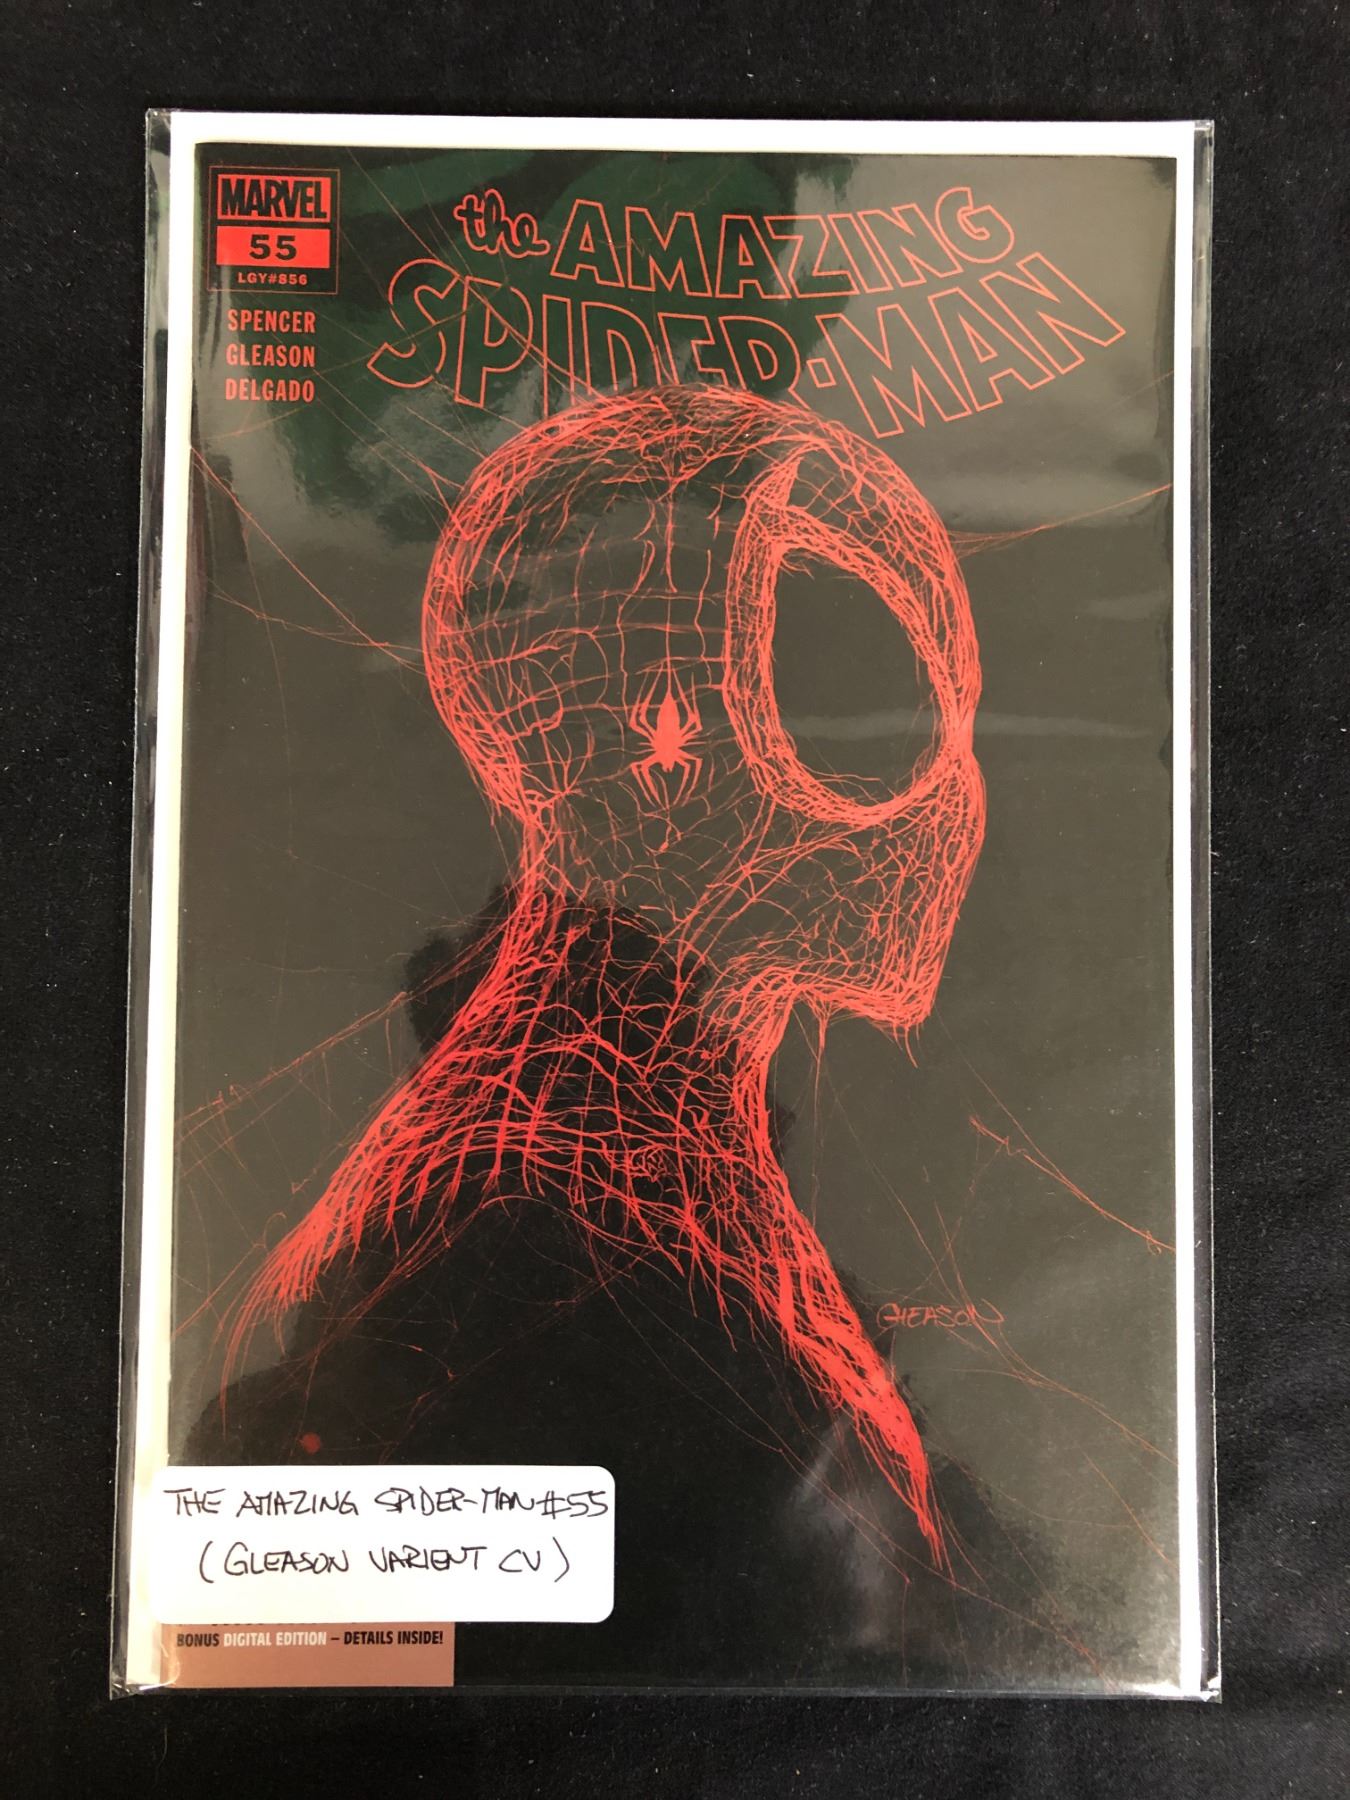 MARVEL
55
LGY#856
SPENCER
GLEASON
DELGADO
the AMAZING
SPIDER-MAN
GLEASON
THE AMAZING SPIDER-MAN #55
(GLEASON VARIENT CV)
BONUS DIGITAL EDITION – DETAILS INSIDE!